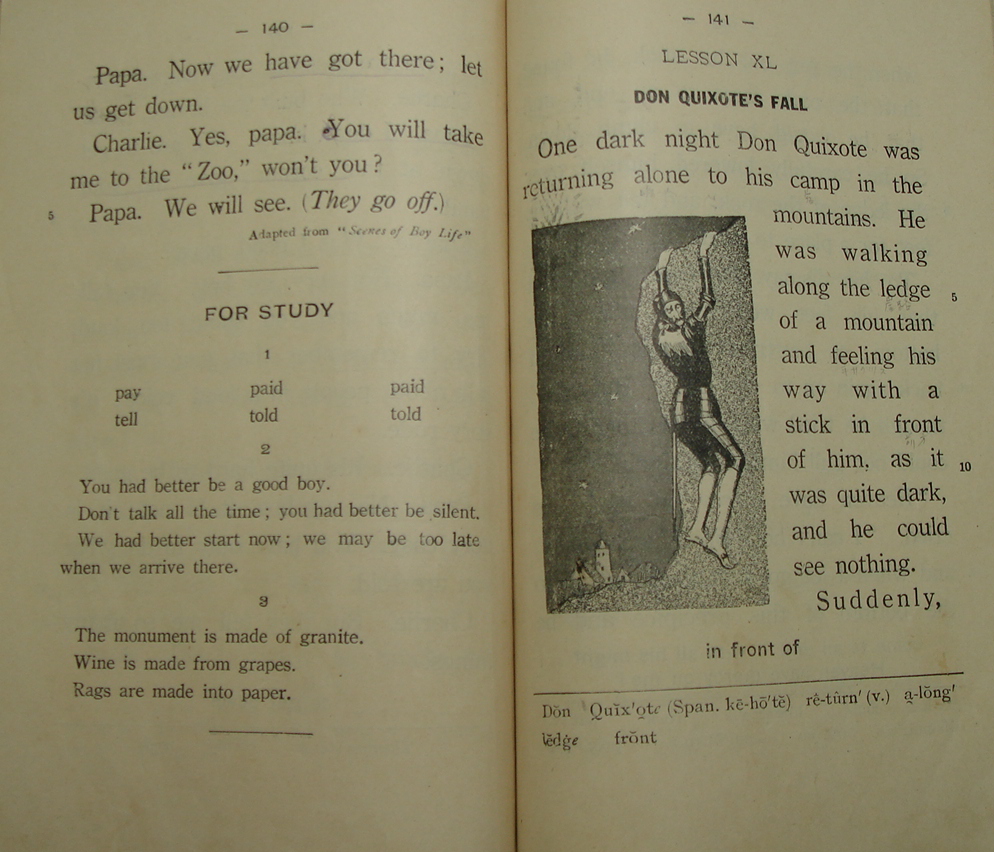 — 140 —
Papa. Now we have got there; let
us get down.
Charlie. Yes, papa. You will take
me to the “Zoo,” won't you?
5 Papa. We will see. (They go off.)
Adapted from “Scenes of Boy Life”
FOR STUDY
1
pay paid paid
tell told told
2
You had better be a good boy.
Don't talk all the time; you had better be silent.
We had better start now; we may be too late
when we arrive there.
3
The monument is made of granite.
Wine is made from grapes.
Rags are made into paper.
— 141 —
LESSON XL
DON QUIXOTE'S FALL
One dark night Don Quixote was
returning alone to his camp in the
mountains. He
was walking
along the ledge 5
of a mountain
and feeling his
way with a
stick in front
of him, as it 10
was quite dark,
and he could
see nothing.
Suddenly,
in front of
Dŏn Quĭx'ọte (Span. kē-hō'tĕ) rê-tûrn' (v.) ạ-lŏng'
lĕdġe frŏnt